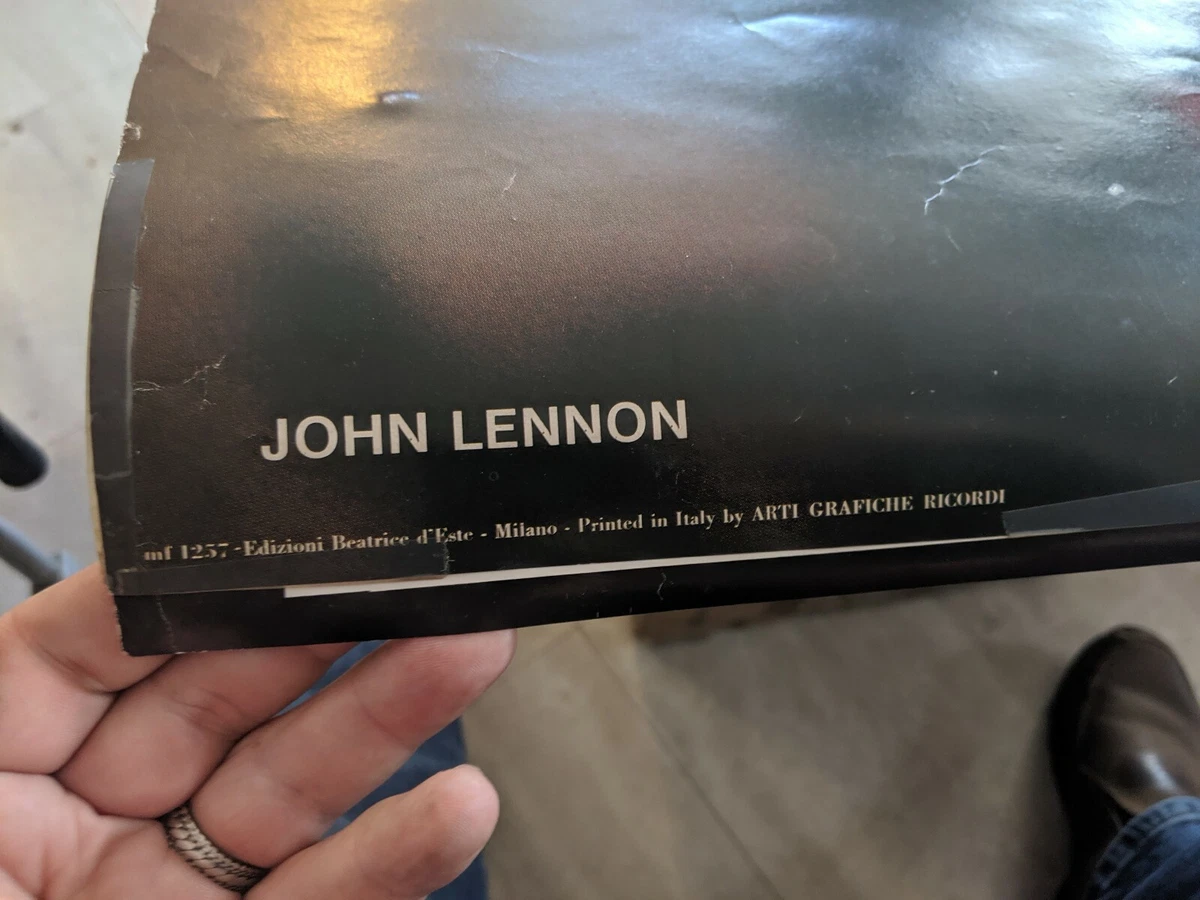 JOHN LENNON
mf 1257 - Edizioni Beatrice d'Este - Milano - Printed in Italy by ARTI GRAFICHE RICORDI